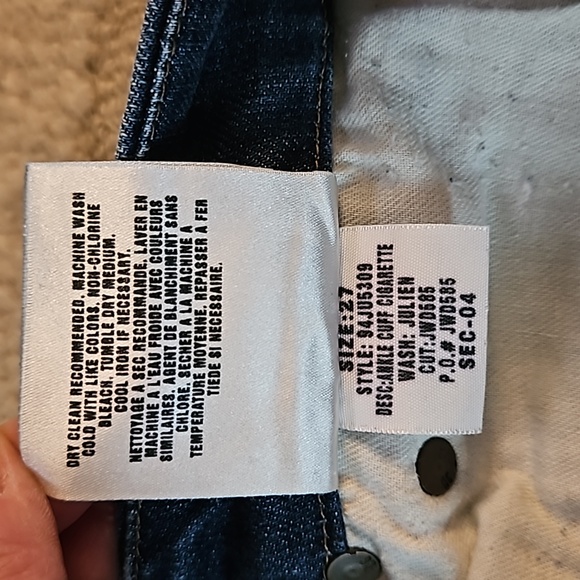 DRY CLEAN RECOMMENDED. MACHINE WASH
COLD WITH LIKE COLORS. NON-CHLORINE
BLEACH. TUMBLE DRY MEDIUM.
COOL IRON IF NECESSARY.
NETTOYAGE A SEC RECOMMANDE. LAVER EN
MACHINE A L'EAU FROIDE AVEC COULEURS
SIMILAIRES. AGENT DE BLANCHIMENT SANS
CHLORE. SECHER A LA MACHINE A
TEMPERATURE MOYENNE. REPASSER A FER
TIEDE SI NECESSAIRE.
SIZE:27
STYLE: 94JU5309
DESC:ANKLE CUFF CIGARETTE
WASH: JULIEN
CUT:JWD585
P.O.# JWD585
SEC-04